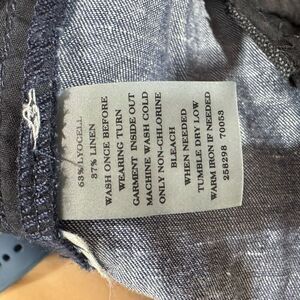 63%/LYOCELL
37% LINEN
WASH ONCE BEFORE
WEARING TURN
GARMENT INSIDE OUT
MACHINE WASH COLD
ONLY NON-CHLORINE
BLEACH
WHEN NEEDED
TUMBLE DRY LOW
WARM IRON IF NEEDED
256298 70053